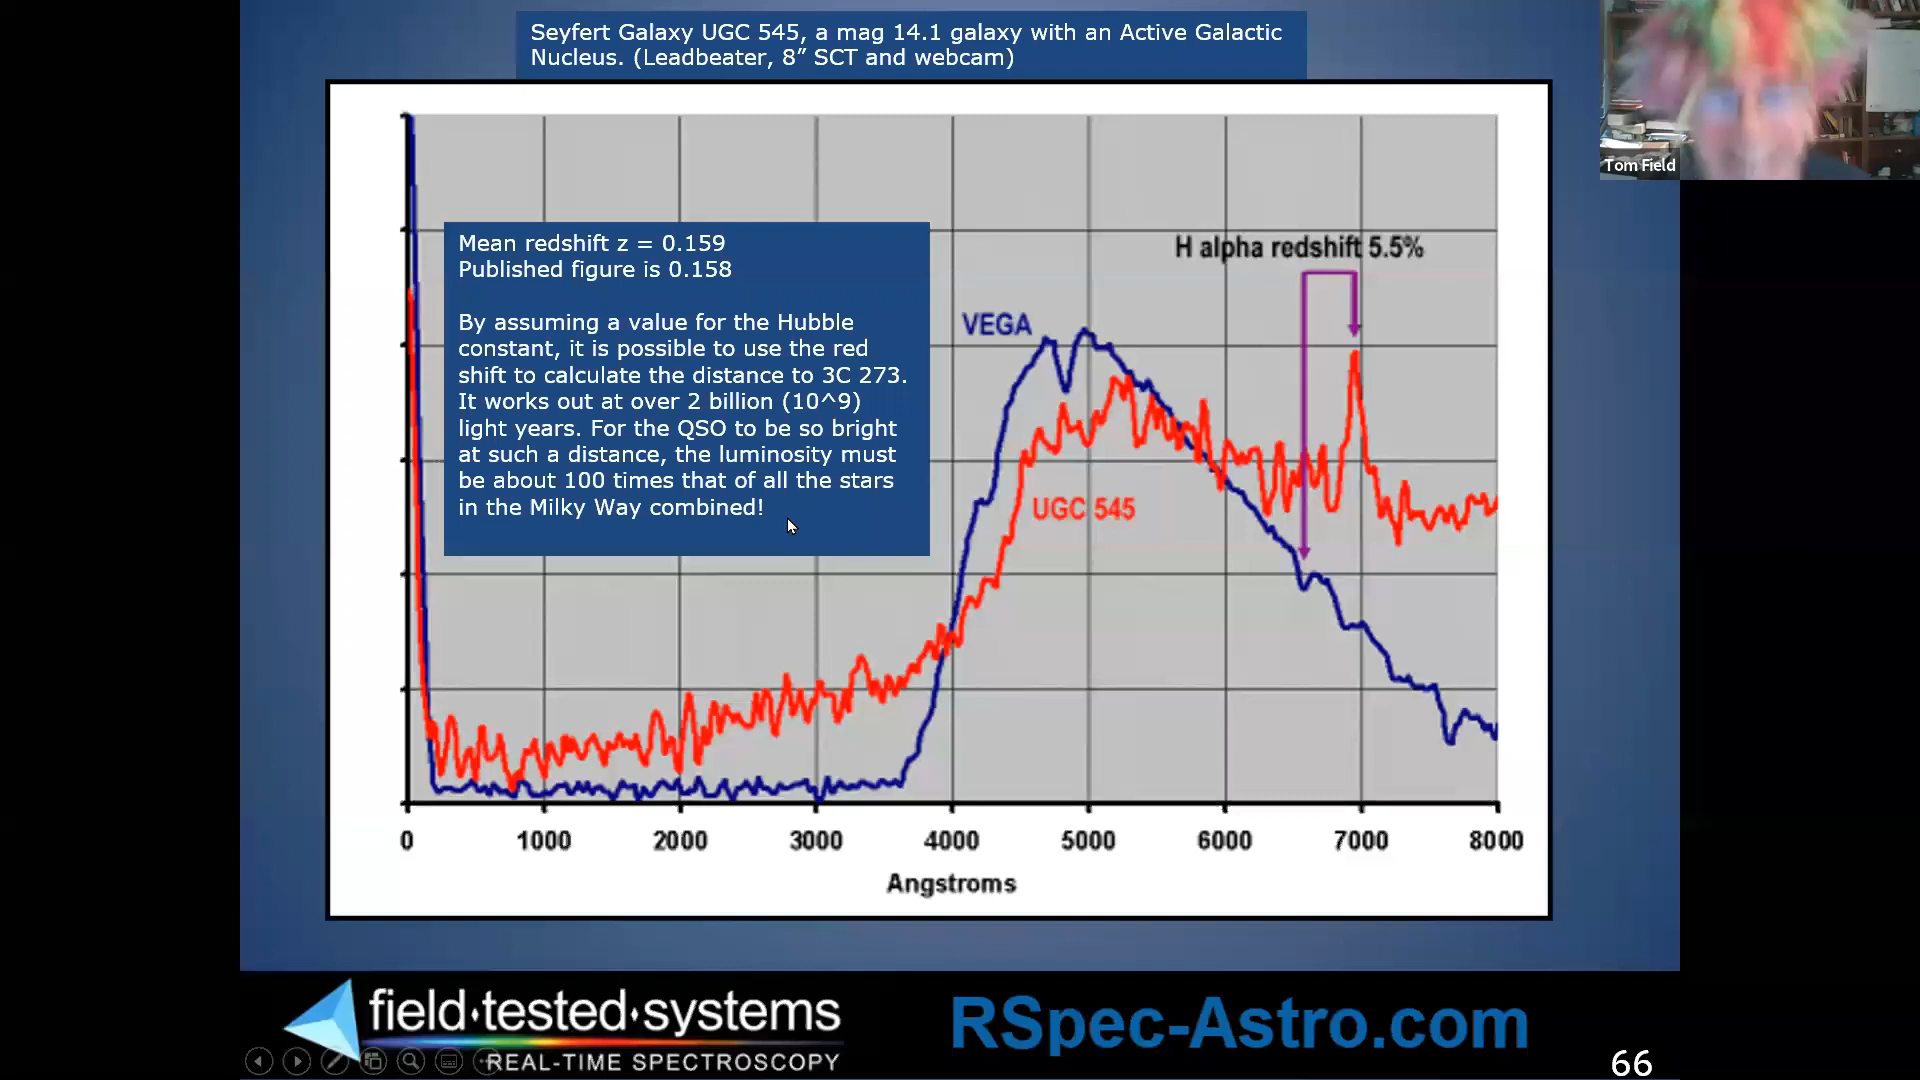 Seyfert Galaxy UGC 545, a mag 14.1 galaxy with an Active Galactic
Nucleus. (Leadbeater, 8” SCT and webcam)
Tom Field
Mean redshift z = 0.159
Published figure is 0.158
By assuming a value for the Hubble
constant, it is possible to use the red
shift to calculate the distance to 3C 273.
It works out at over 2 billion (10^9)
light years. For the QSO to be so bright
at such a distance, the luminosity must
be about 100 times that of all the stars
in the Milky Way combined!
H alpha redshift 5.5%
VEGA
UGC 545
0 1000 2000 3000 4000 5000 6000 7000 8000
Angstroms
field·tested·systems
REAL-TIME SPECTROSCOPY
RSpec-Astro.com
66